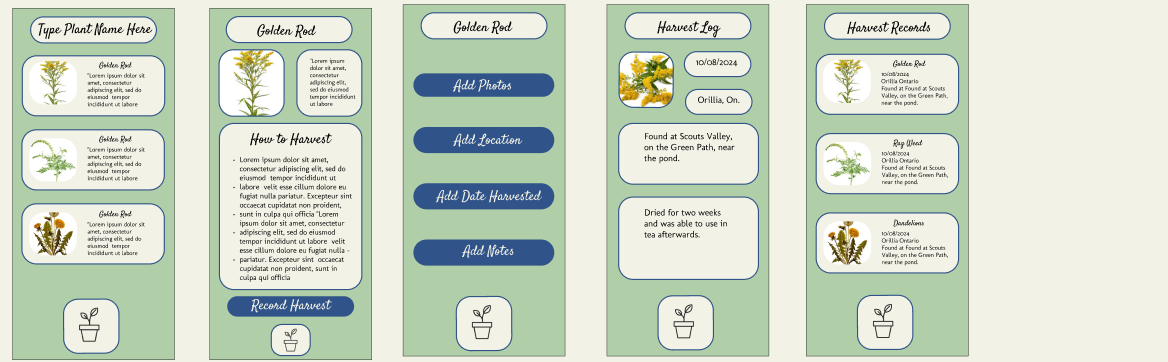 Type Plant Name Here
Golden Rod
"Lorem ipsum dolor sit
amet, consectetur
adipiscing elit, sed do
eiusmod tempor
incididunt ut labore
Golden Rod
"Lorem ipsum dolor sit
amet, consectetur
adipiscing elit, sed do
eiusmod tempor
incididunt ut labore
Golden Rod
"Lorem ipsum dolor sit
amet, consectetur
adipiscing elit, sed do
eiusmod tempor
incididunt ut labore
Golden Rod
"Lorem ipsum
dolor sit amet,
consectetur
adipiscing elit, sed
do eiusmod
tempor incididunt
ut labore
How to Harvest
- Lorem ipsum dolor sit amet,
consectetur adipiscing elit, sed do
eiusmod tempor incididunt ut
- labore velit esse cillum dolore eu
fugiat nulla pariatur. Excepteur sint
occaecat cupidatat non proident,
- sunt in culpa qui officia "Lorem
ipsum dolor sit amet, consectetur
- adipiscing elit, sed do eiusmod
tempor incididunt ut labore velit
esse cillum dolore eu fugiat nulla -
- pariatur. Excepteur sint occaecat
cupidatat non proident, sunt in
culpa qui officia
Record Harvest
Golden Rod
Add Photos
Add Location
Add Date Harvested
Add Notes
Harvest Log
10/08/2024
Orillia, On.
Found at Scouts Valley,
on the Green Path, near
the pond.
Dried for two weeks
and was able to use in
tea afterwards.
Harvest Records
Golden Rod
10/08/2024
Orillia Ontario
Found at Found at Scouts
Valley, on the Green Path,
near the pond.
Rag Weed
10/08/2024
Orillia Ontario
Found at Found at Scouts
Valley, on the Green Path,
near the pond.
Dandelions
10/08/2024
Orillia Ontario
Found at Found at Scouts
Valley, on the Green Path,
near the pond.